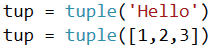 tup = tuple('Hello')
tup = tuple([1,2,3])